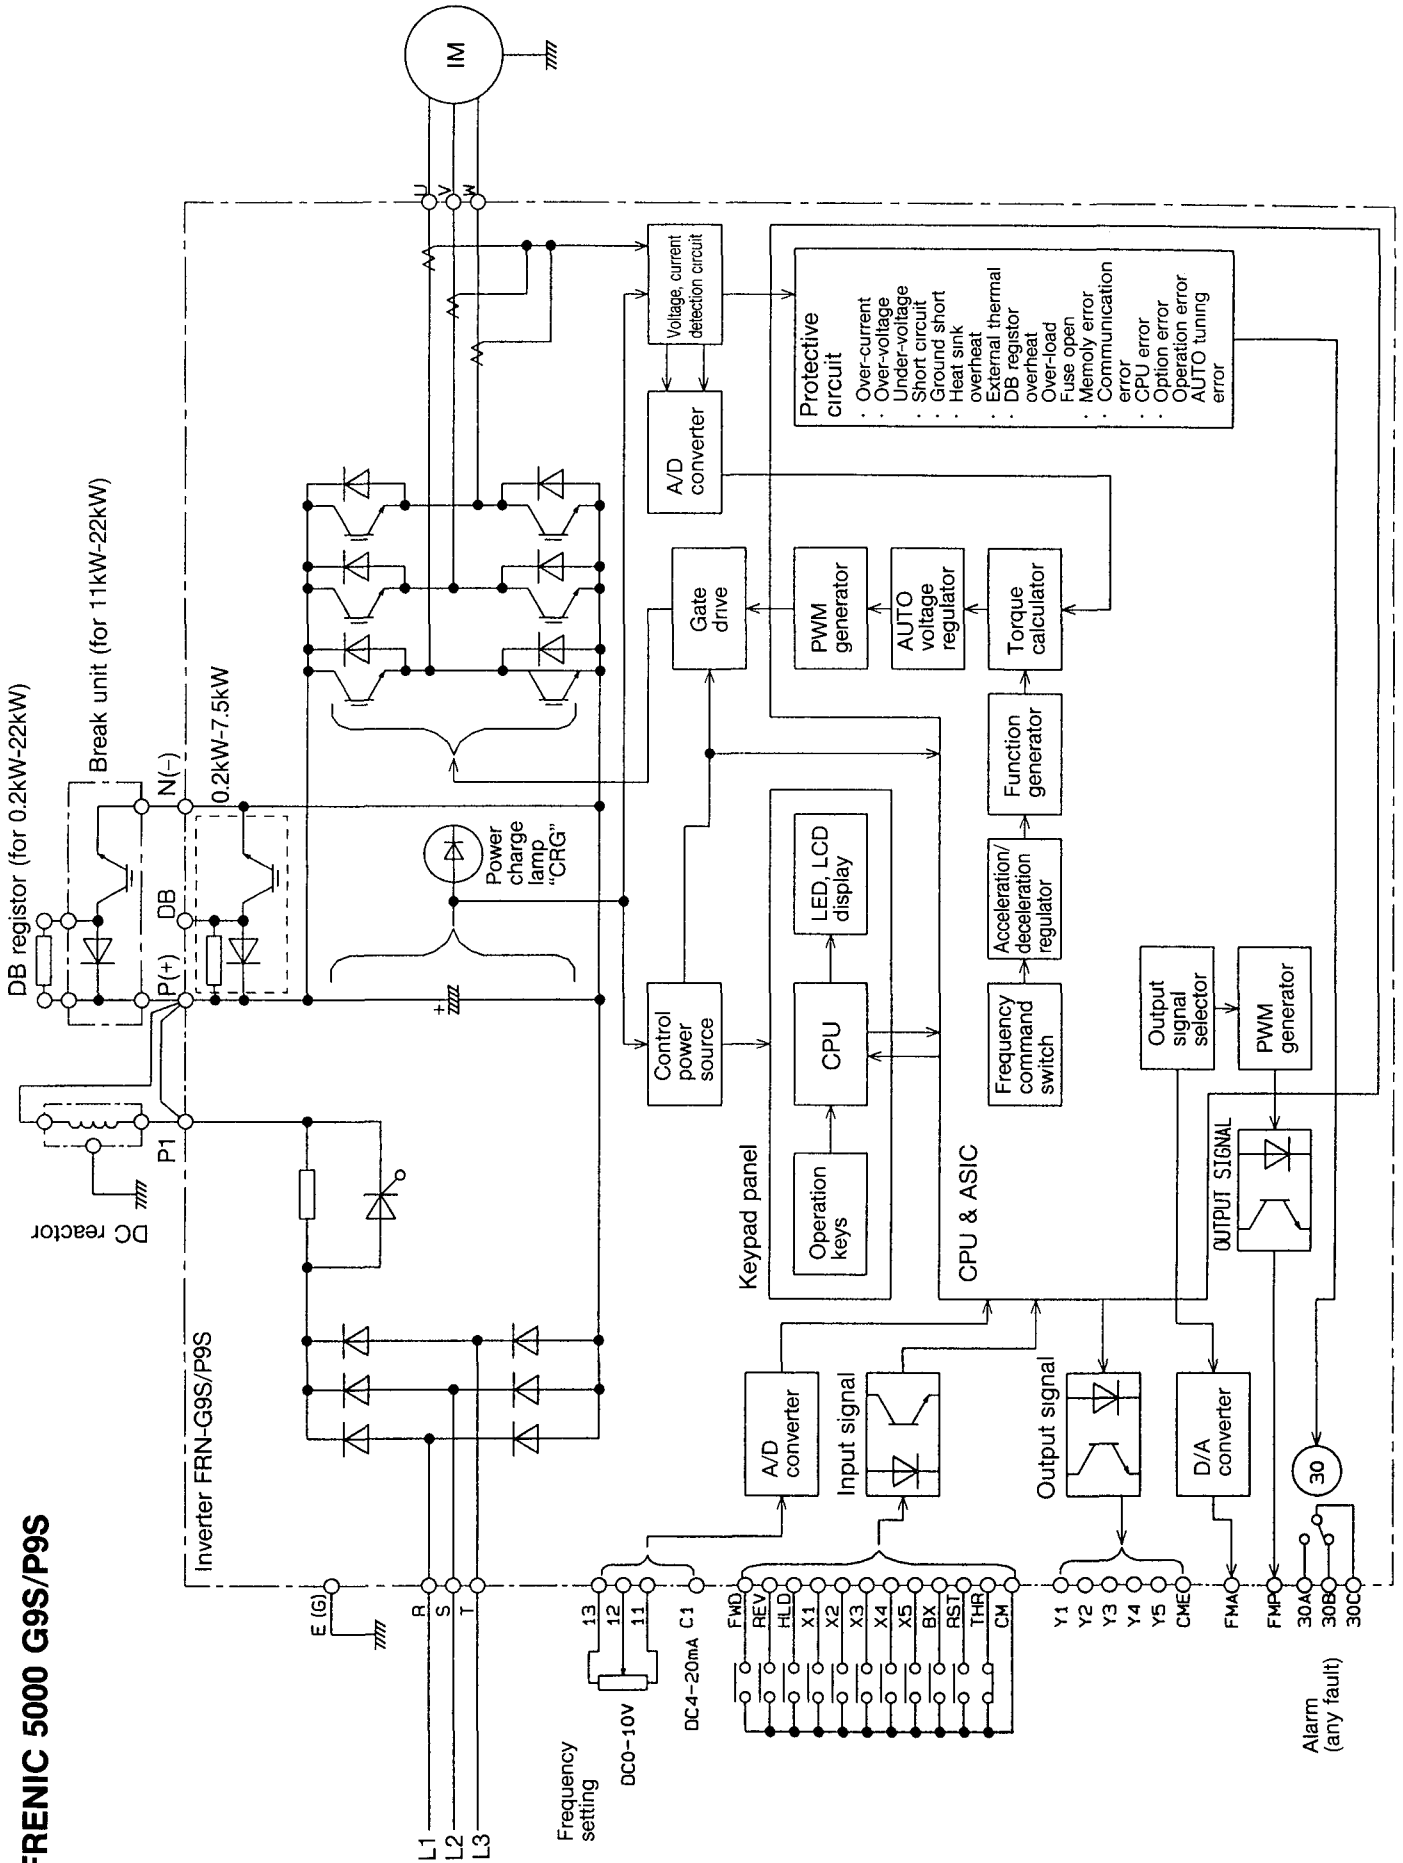 FRENIC 5000 G9S/P9S
DB registor (for 0.2kW-22kW)
Break unit (for 11kW-22kW)
DC reactor
P1
P(+)
DB
N(-)
0.2kW-7.5kW
Inverter FRN-G9S/P9S
E (G)
L1
L2
L3
R
S
T
+
Power
charge
lamp
"CRG"
U
V
W
IM
Frequency
setting
DC0-10V
DC4-20mA
13
12
11
C1
A/D
converter
Control
power
source
Gate
drive
A/D
converter
Voltage, current
detection circuit
Keypad panel
Operation
keys
CPU
LED, LCD
display
PWM
generator
AUTO
voltage
regulator
Torque
calculator
Function
generator
Acceleration/
deceleration
regulator
Frequency
command
switch
CPU & ASIC
Protective
circuit
· Over-current
· Over-voltage
Under-voltage
· Short circuit
· Ground short
· Heat sink
overheat
· External thermal
· DB registor
overheat
Over-load
Fuse open
· Memoly error
· Communication
error
· CPU error
· Option error
Operation error
AUTO tuning
error
FWD
REV
HLD
X1
X2
X3
X4
X5
BX
RST
THR
CM
Input signal
Output signal
Y1
Y2
Y3
Y4
Y5
CME
D/A
converter
Output
signal
selector
PWM
generator
OUTPUT SIGNAL
FMA
FMP
30A
30B
30C
30
Alarm
(any fault)